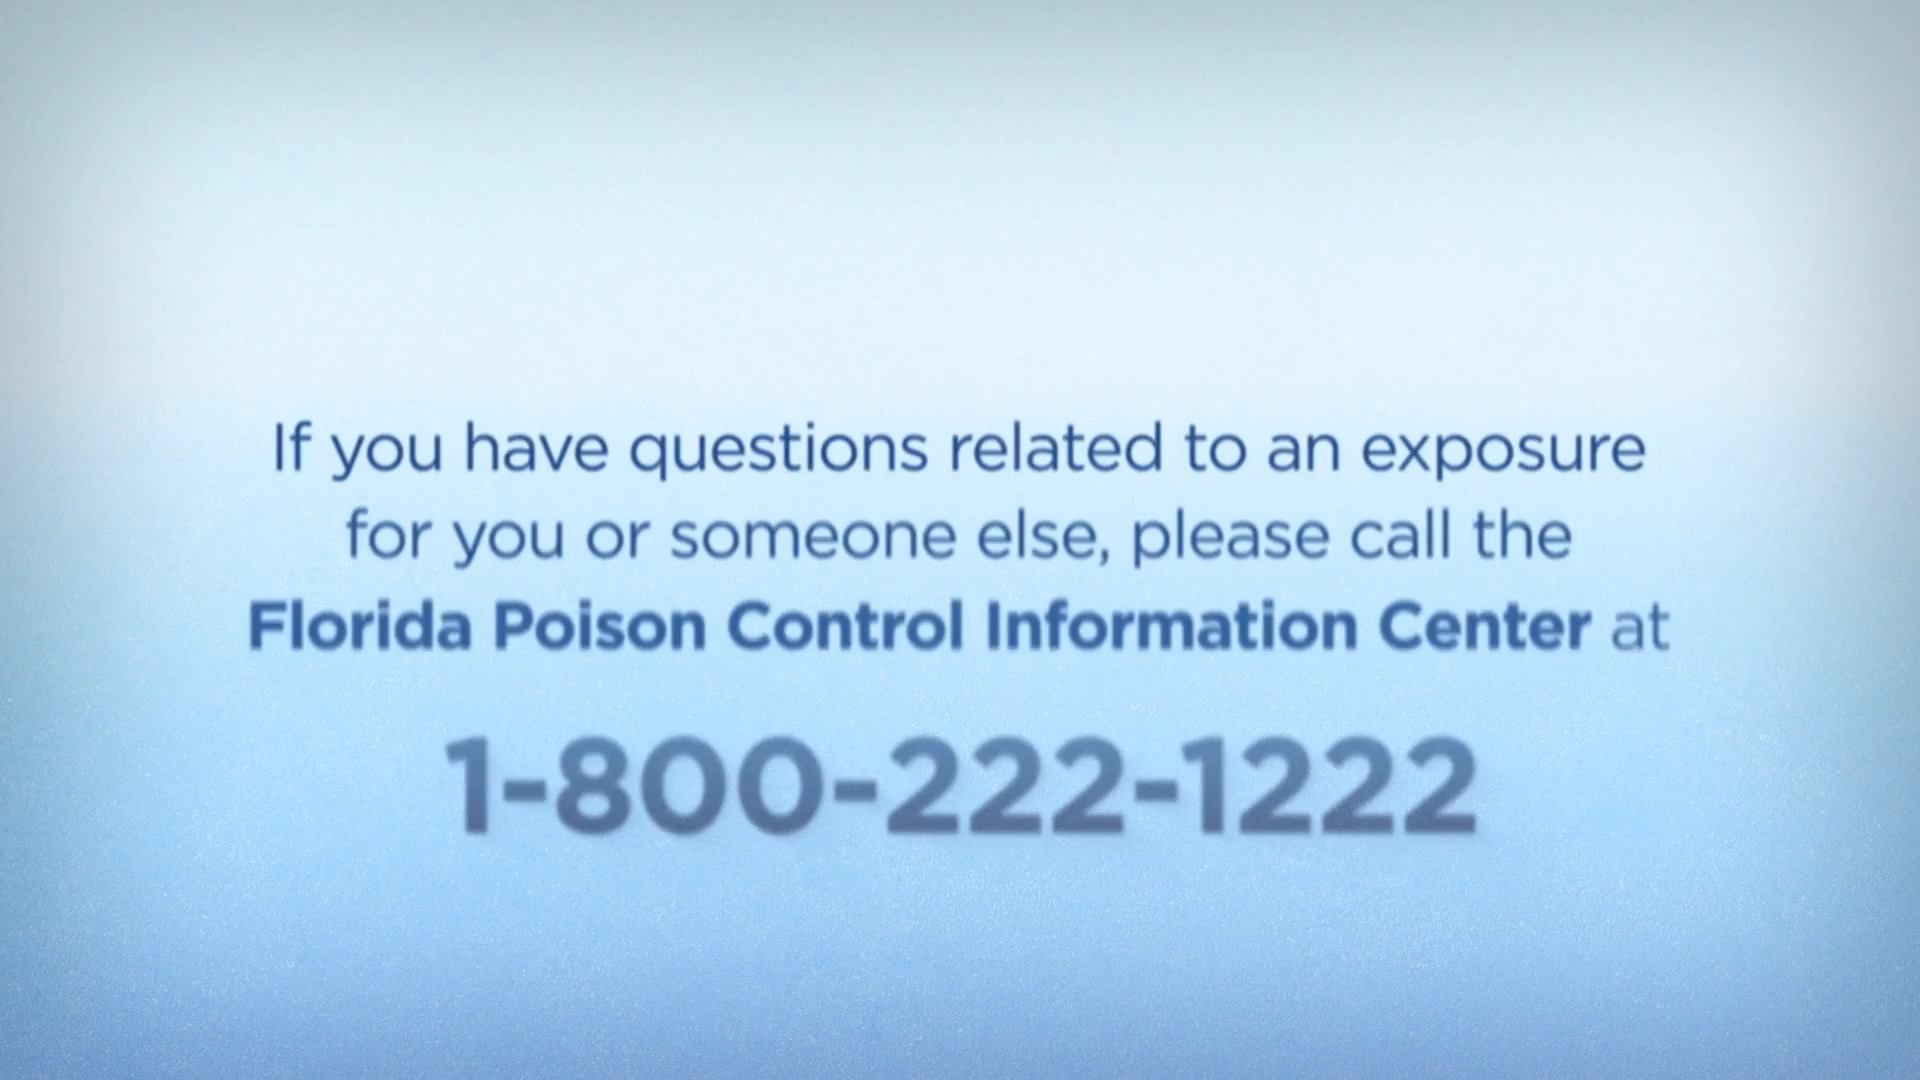 If you have questions related to an exposure
for you or someone else, please call the
Florida Poison Control Information Center at
1-800-222-1222